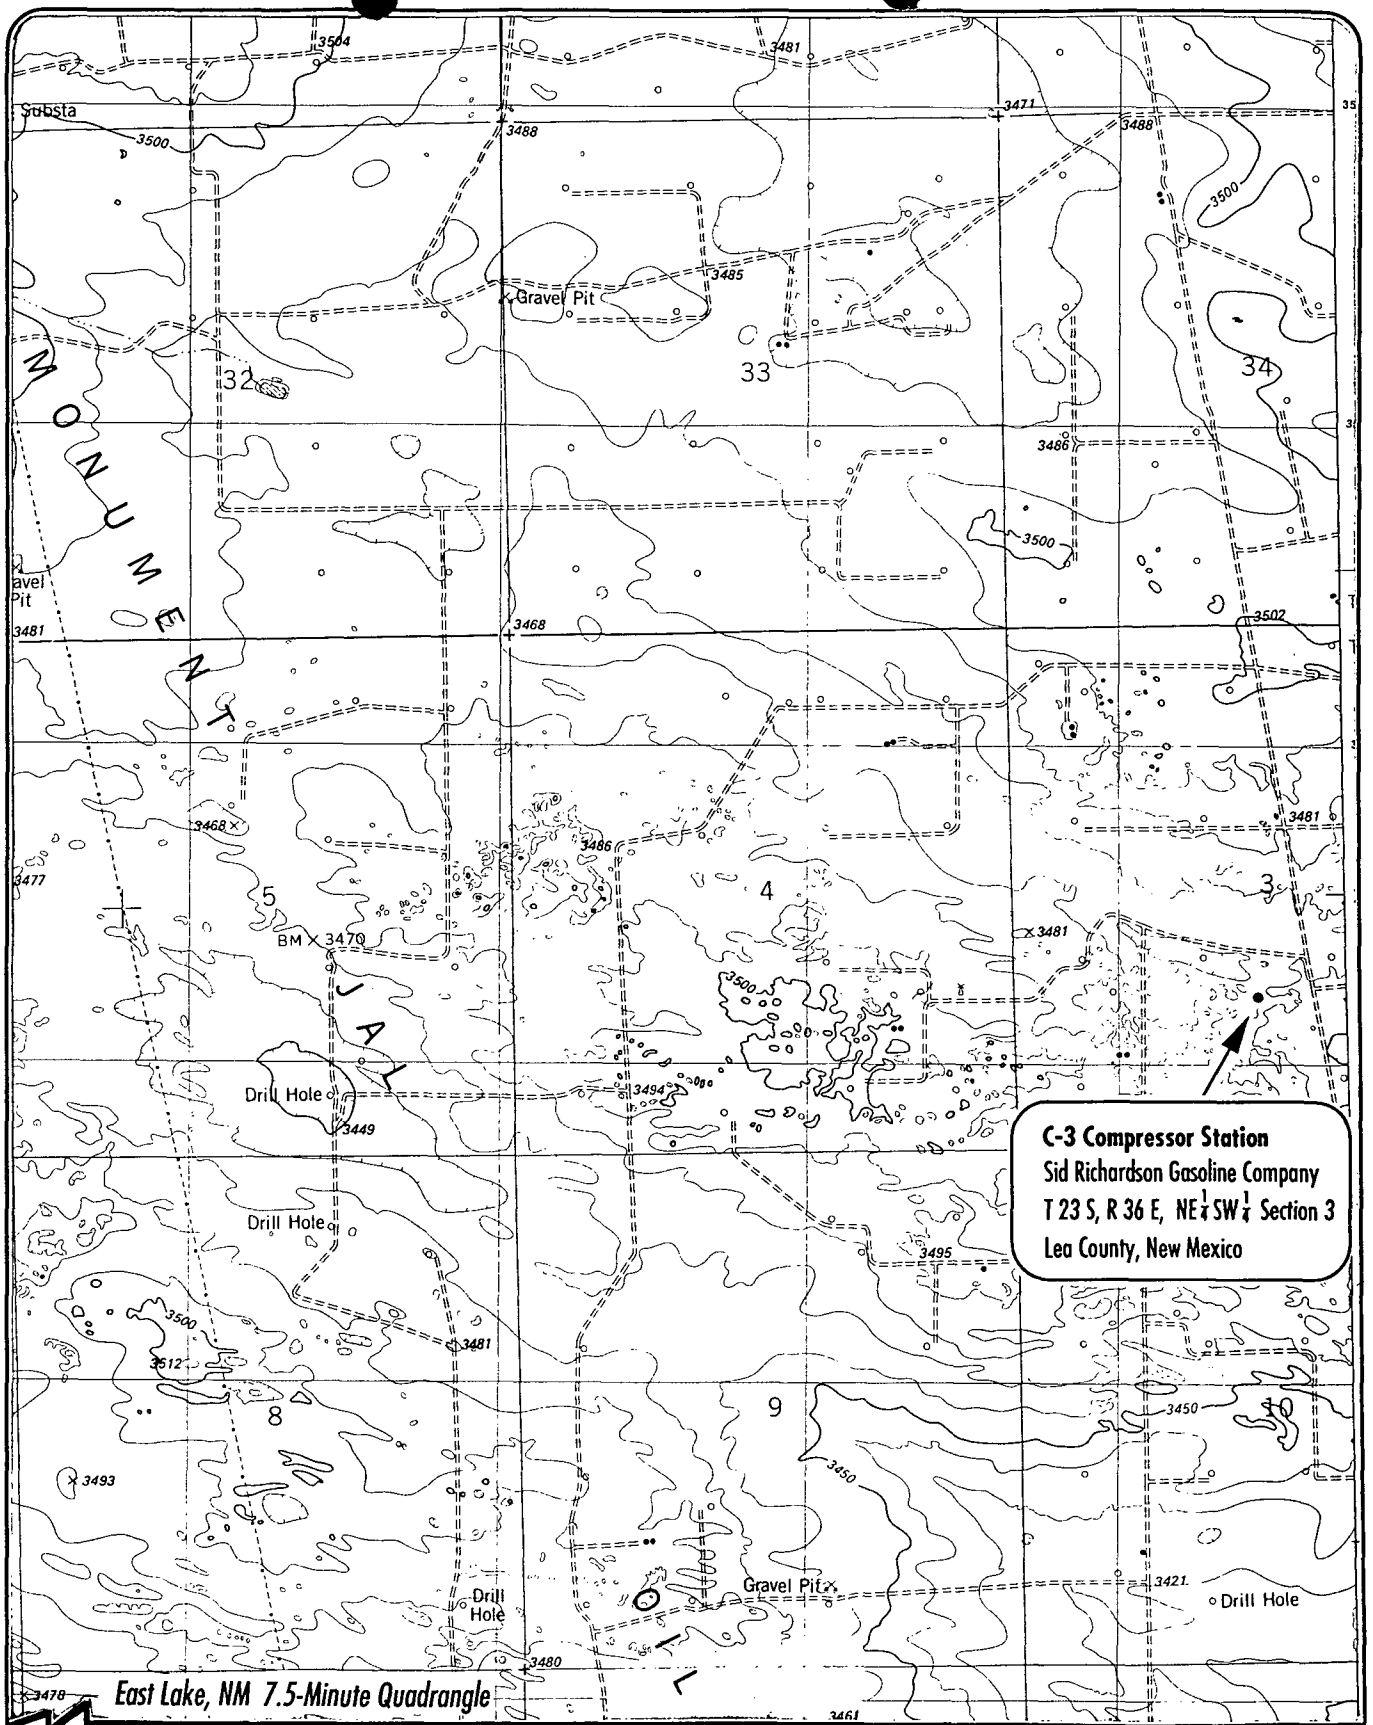 3504
3481
Substa
3500
3488
3471
3488
35
3500
3485
Gravel Pit
MONUMENT
32
33
34
3486
3500
avel
Pit
3481
3468
3502
3481
3468
3486
3477
5
4
3
BM × 3470
3481
3500
JAL
Drill Hole
3494
3449
C-3 Compressor Station
Sid Richardson Gasoline Company
T 23 S, R 36 E, NE¼ SW¼ Section 3
Lea County, New Mexico
Drill Hole
3495
3500
3481
3512
8
9
3450
10
3493
3450
Drill
Hole
Gravel Pit
3421
Drill Hole
3480
I L
3478
East Lake, NM 7.5-Minute Quadrangle
3461